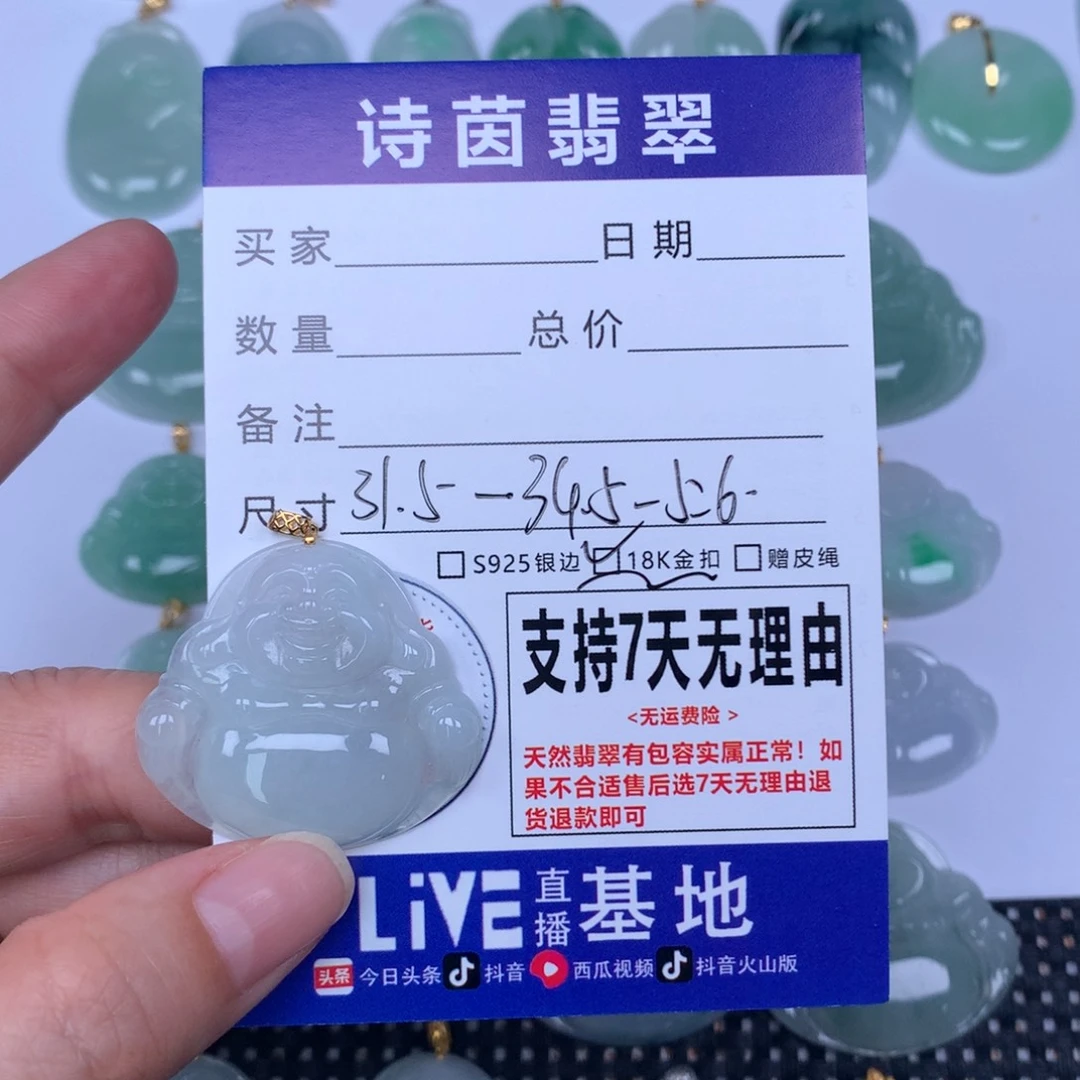 诗茵翡翠
买家 日期
数量 总价
备注
尺寸 31.5-34.5-5.6
S925银边 18K金扣 赠皮绳
支持7天无理由
<无运费险>
天然翡翠有包容实属正常！如
果不合适售后选7天无理由退
货退款即可
LiVE 直播 基地
头条 今日头条 抖音 西瓜视频 抖音火山版